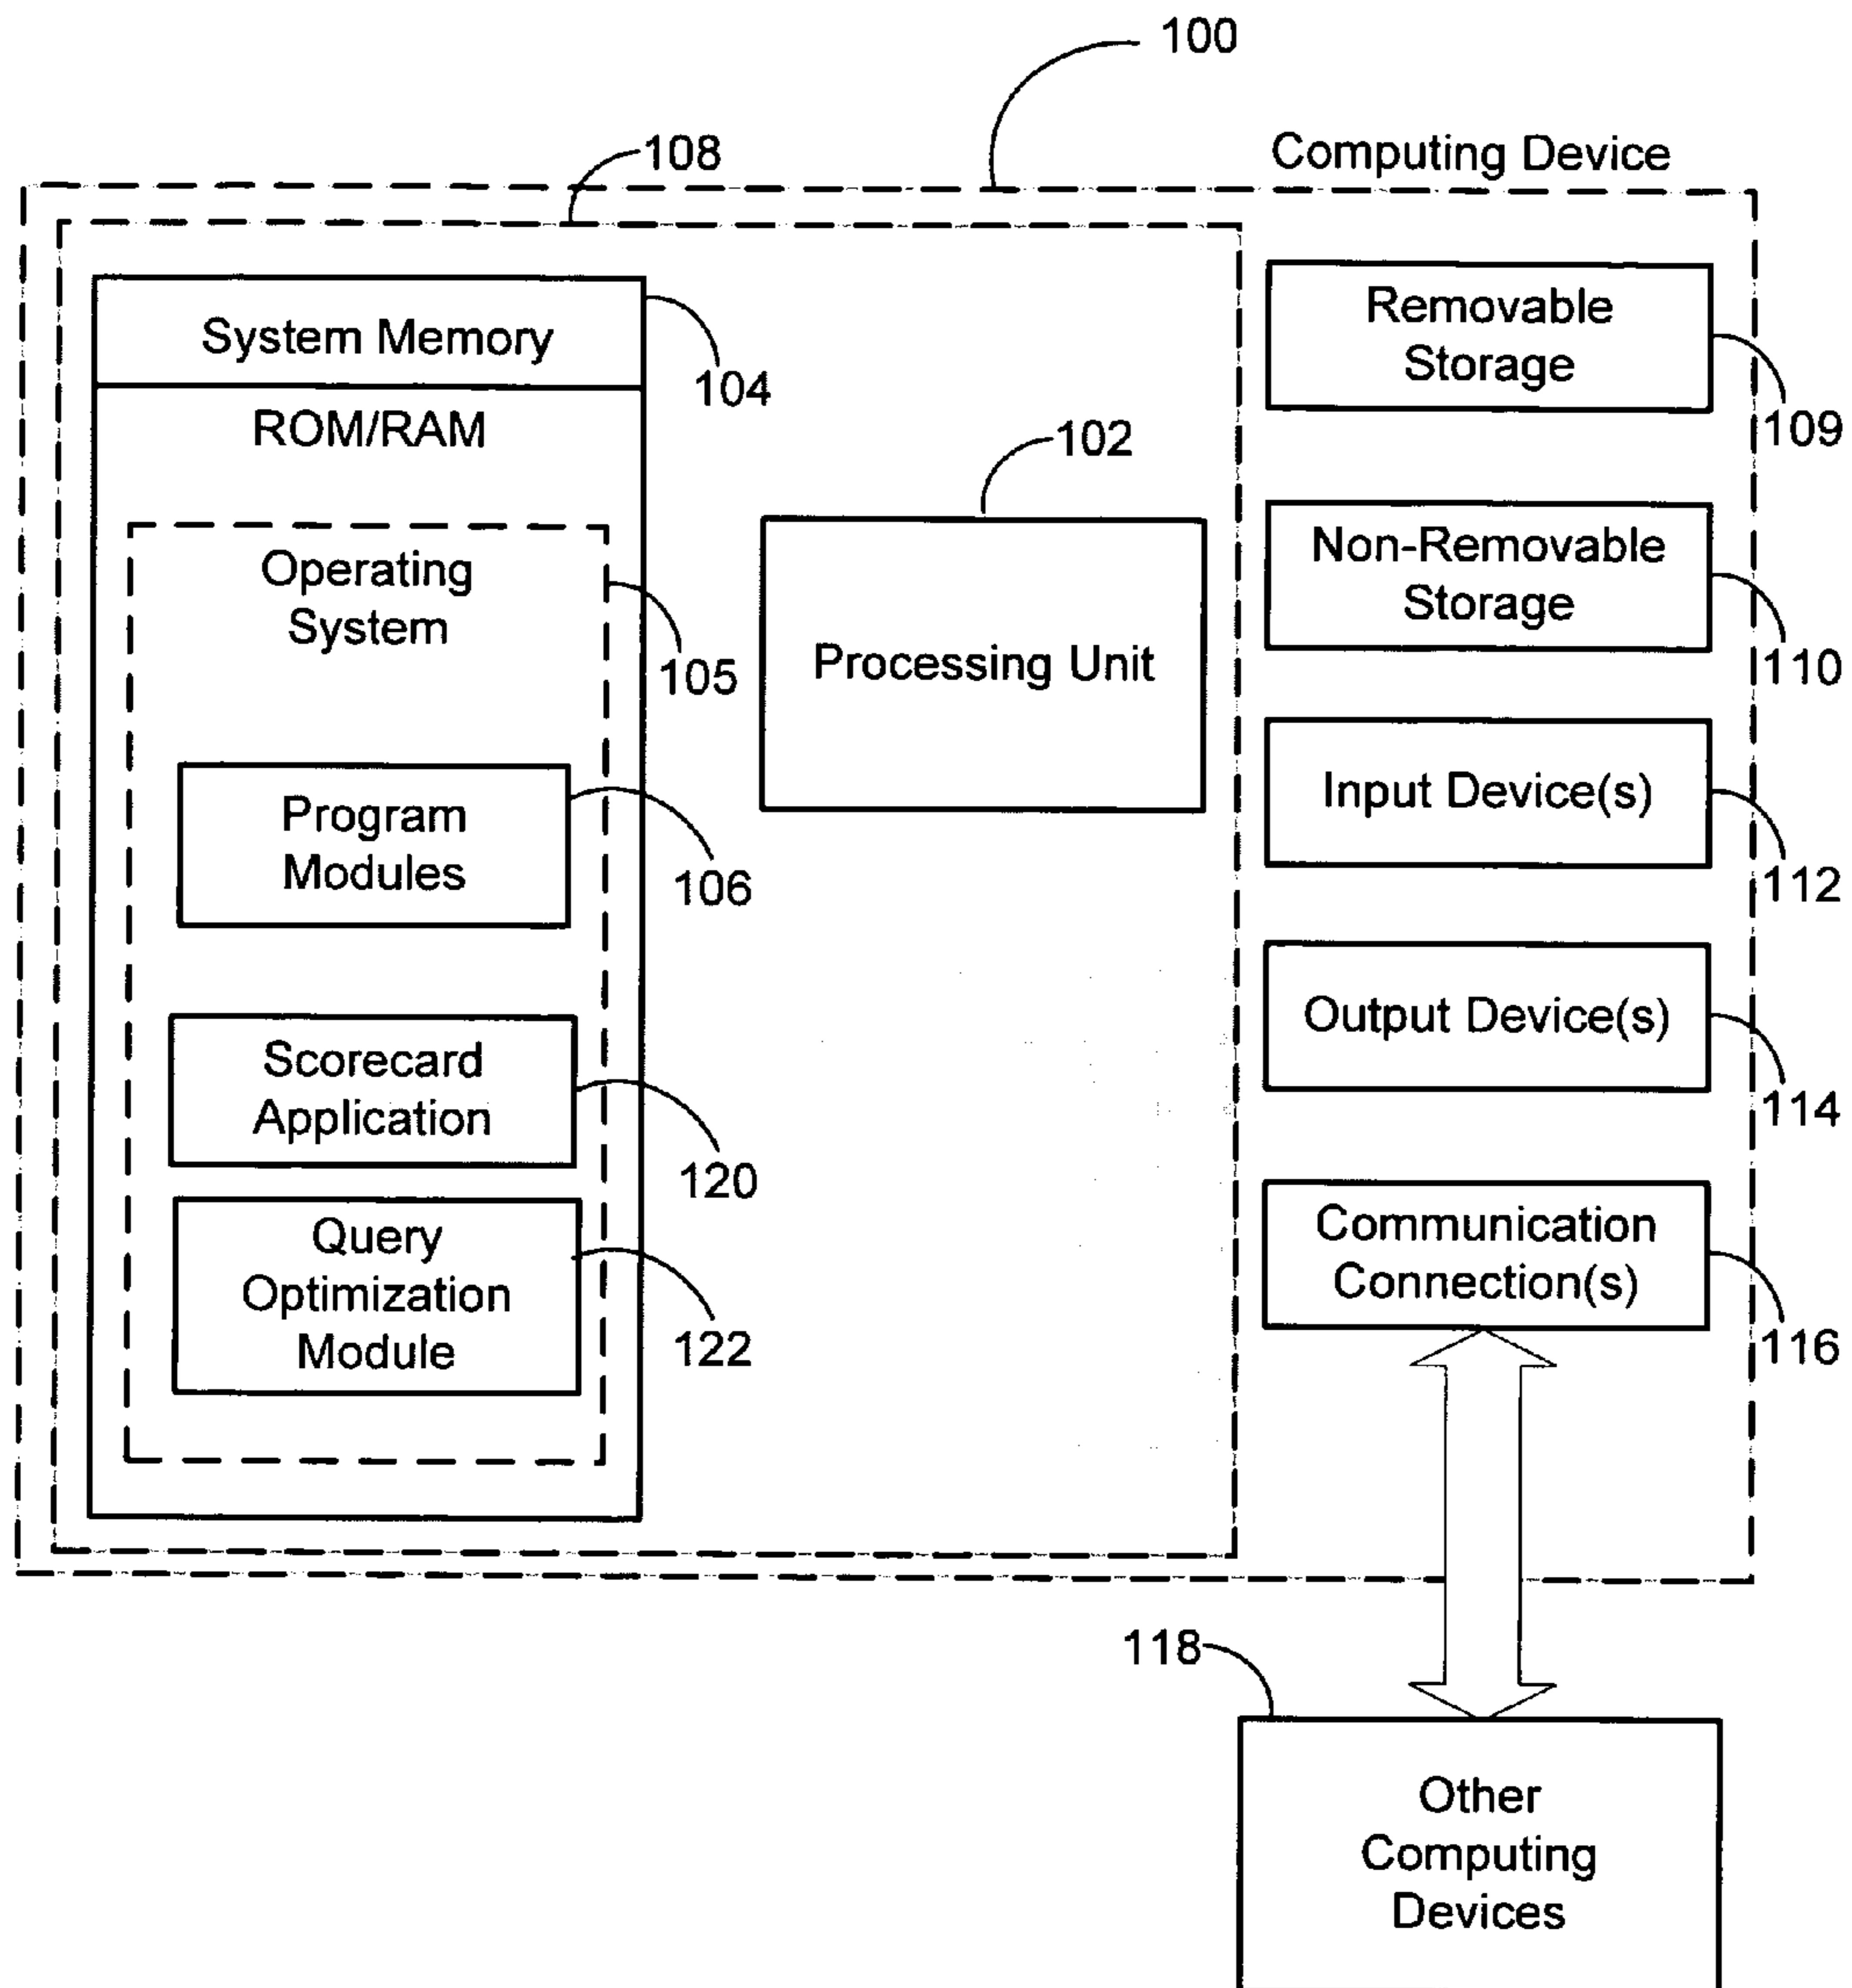 100
108
Computing Device
System Memory
104
ROM/RAM
Operating
System
105
Program
Modules
106
Scorecard
Application
120
Query
Optimization
Module
122
102
Processing Unit
Removable
Storage
109
Non-Removable
Storage
110
Input Device(s)
112
Output Device(s)
114
Communication
Connection(s)
116
118
Other
Computing
Devices